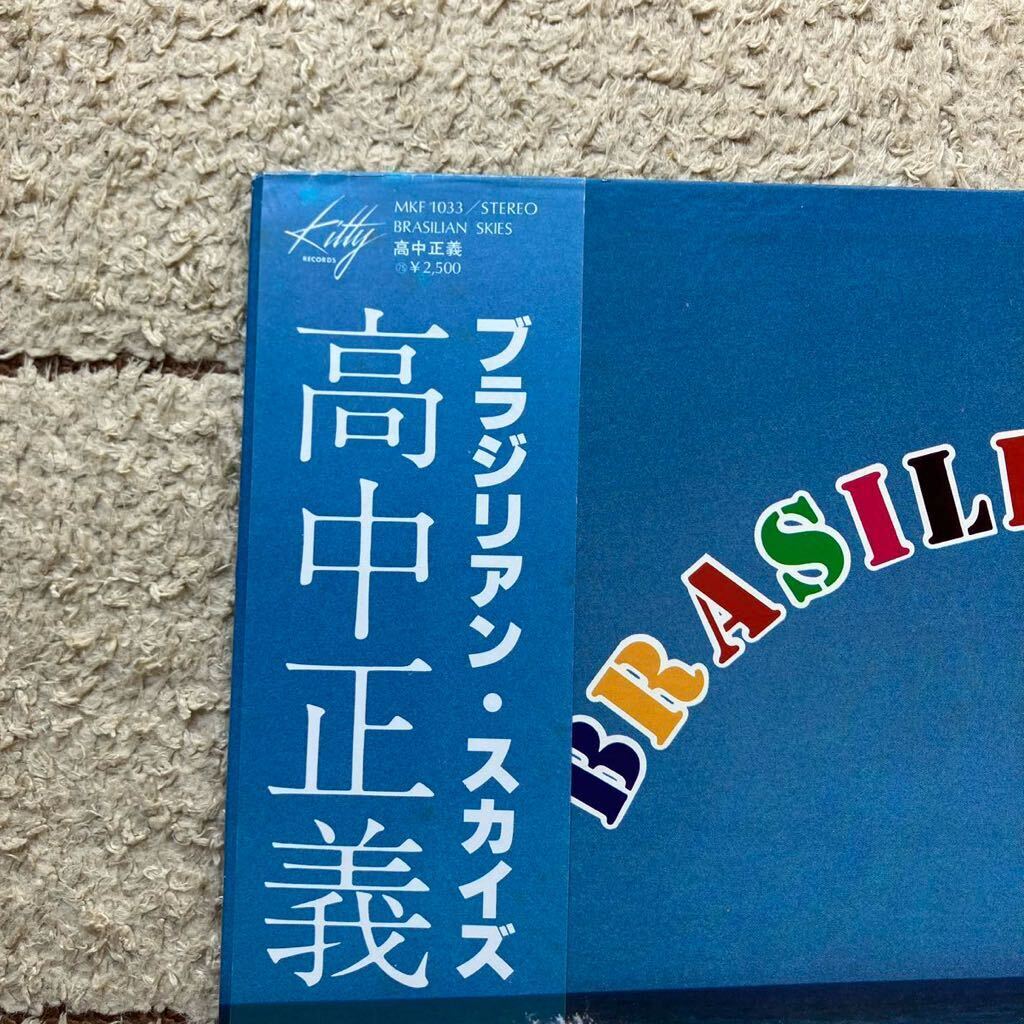 Kitty
RECORDS
MKF 1033/STEREO
BRASILIAN SKIES
高中正義
⑮¥2,500
ブラジリアン・スカイズ
高中正義
BRASILI